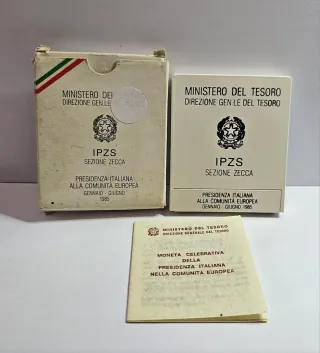 MINISTERO DEL
DIREZIONE GEN.LE
IPZS
SEZIONE ZECCA
PRESIDENZA ITALIANA
ALLA COMUNITÀ EUROPEA
GENNAIO - GIUGNO
1985
MINISTERO DEL TESORO
DIREZIONE GEN.LE DEL TESORO
IPZS
SEZIONE ZECCA
PRESIDENZA ITALIANA
ALLA COMUNITÀ EUROPEA
GENNAIO - GIUGNO 1985
MINISTERO DEL TESORO
DIREZIONE GENERALE DEL TESORO
MONETA CELEBRATIVA
DELLA
PRESIDENZA ITALIANA
NELLA COMUNITÀ EUROPEA